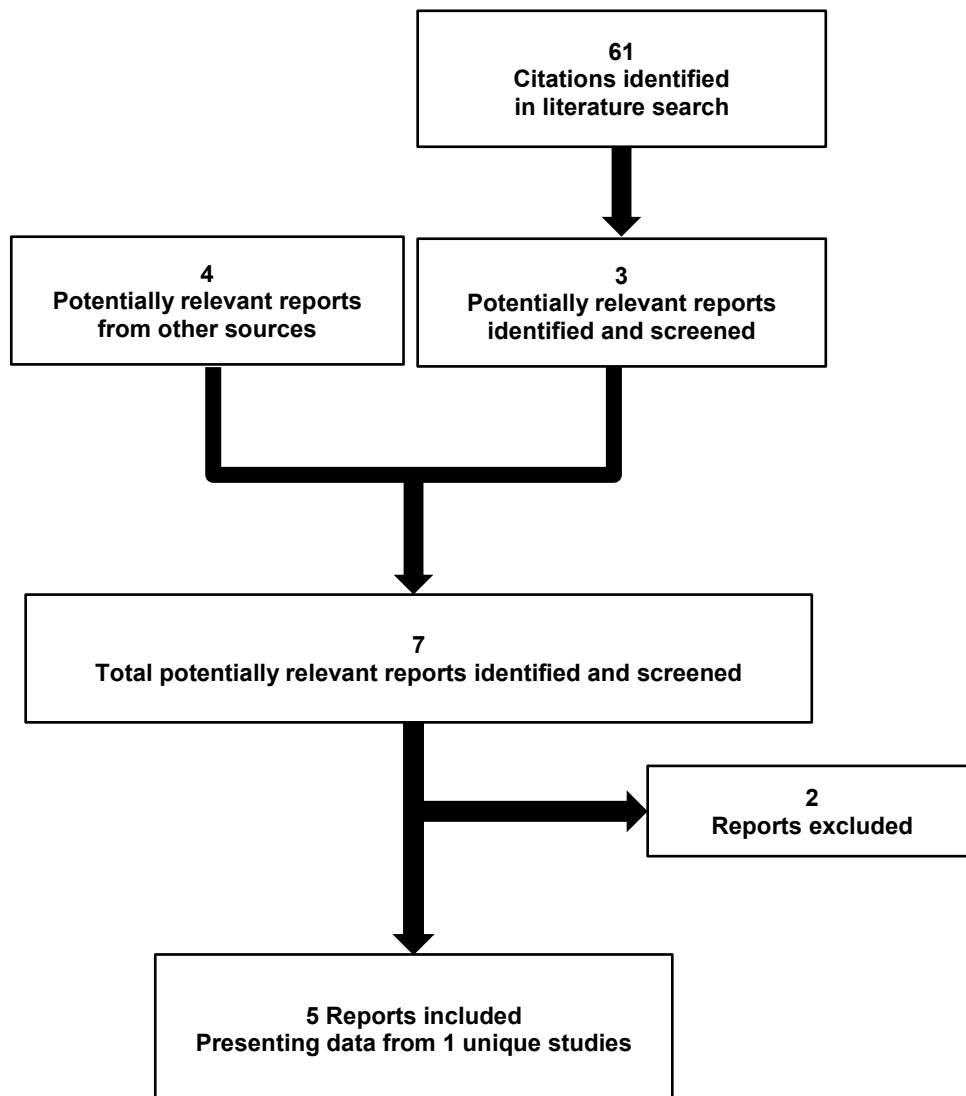 61
Citations identified
in literature search
4
Potentially relevant reports
from other sources
3
Potentially relevant reports
identified and screened
7
Total potentially relevant reports identified and screened
2
Reports excluded
5 Reports included
Presenting data from 1 unique studies